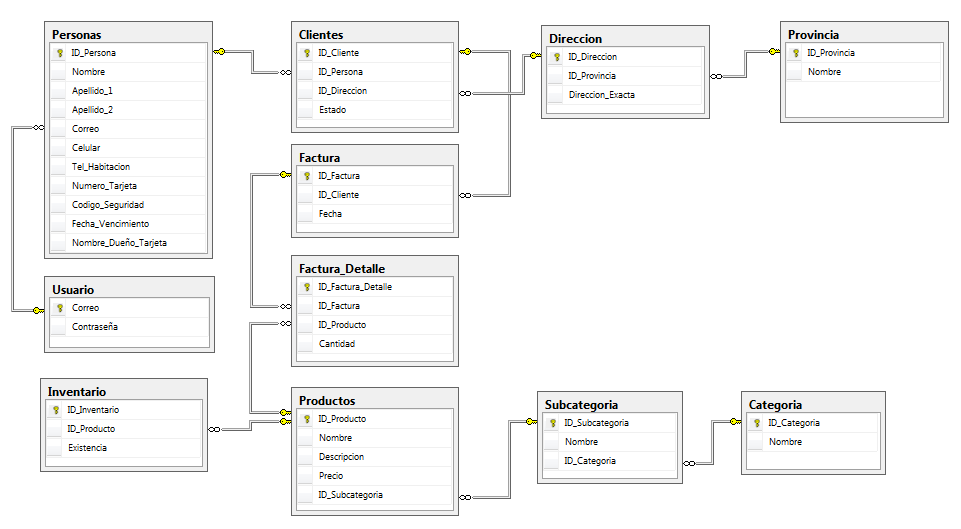 Personas
ID_Persona
Nombre
Apellido_1
Apellido_2
Correo
Celular
Tel_Habitacion
Numero_Tarjeta
Codigo_Seguridad
Fecha_Vencimiento
Nombre_Dueño_Tarjeta
Clientes
ID_Cliente
ID_Persona
ID_Direccion
Estado
Direccion
ID_Direccion
ID_Provincia
Direccion_Exacta
Provincia
ID_Provincia
Nombre
Factura
ID_Factura
ID_Cliente
Fecha
Factura_Detalle
ID_Factura_Detalle
ID_Factura
ID_Producto
Cantidad
Usuario
Correo
Contraseña
Inventario
ID_Inventario
ID_Producto
Existencia
Productos
ID_Producto
Nombre
Descripcion
Precio
ID_Subcategoria
Subcategoria
ID_Subcategoria
Nombre
ID_Categoria
Categoria
ID_Categoria
Nombre